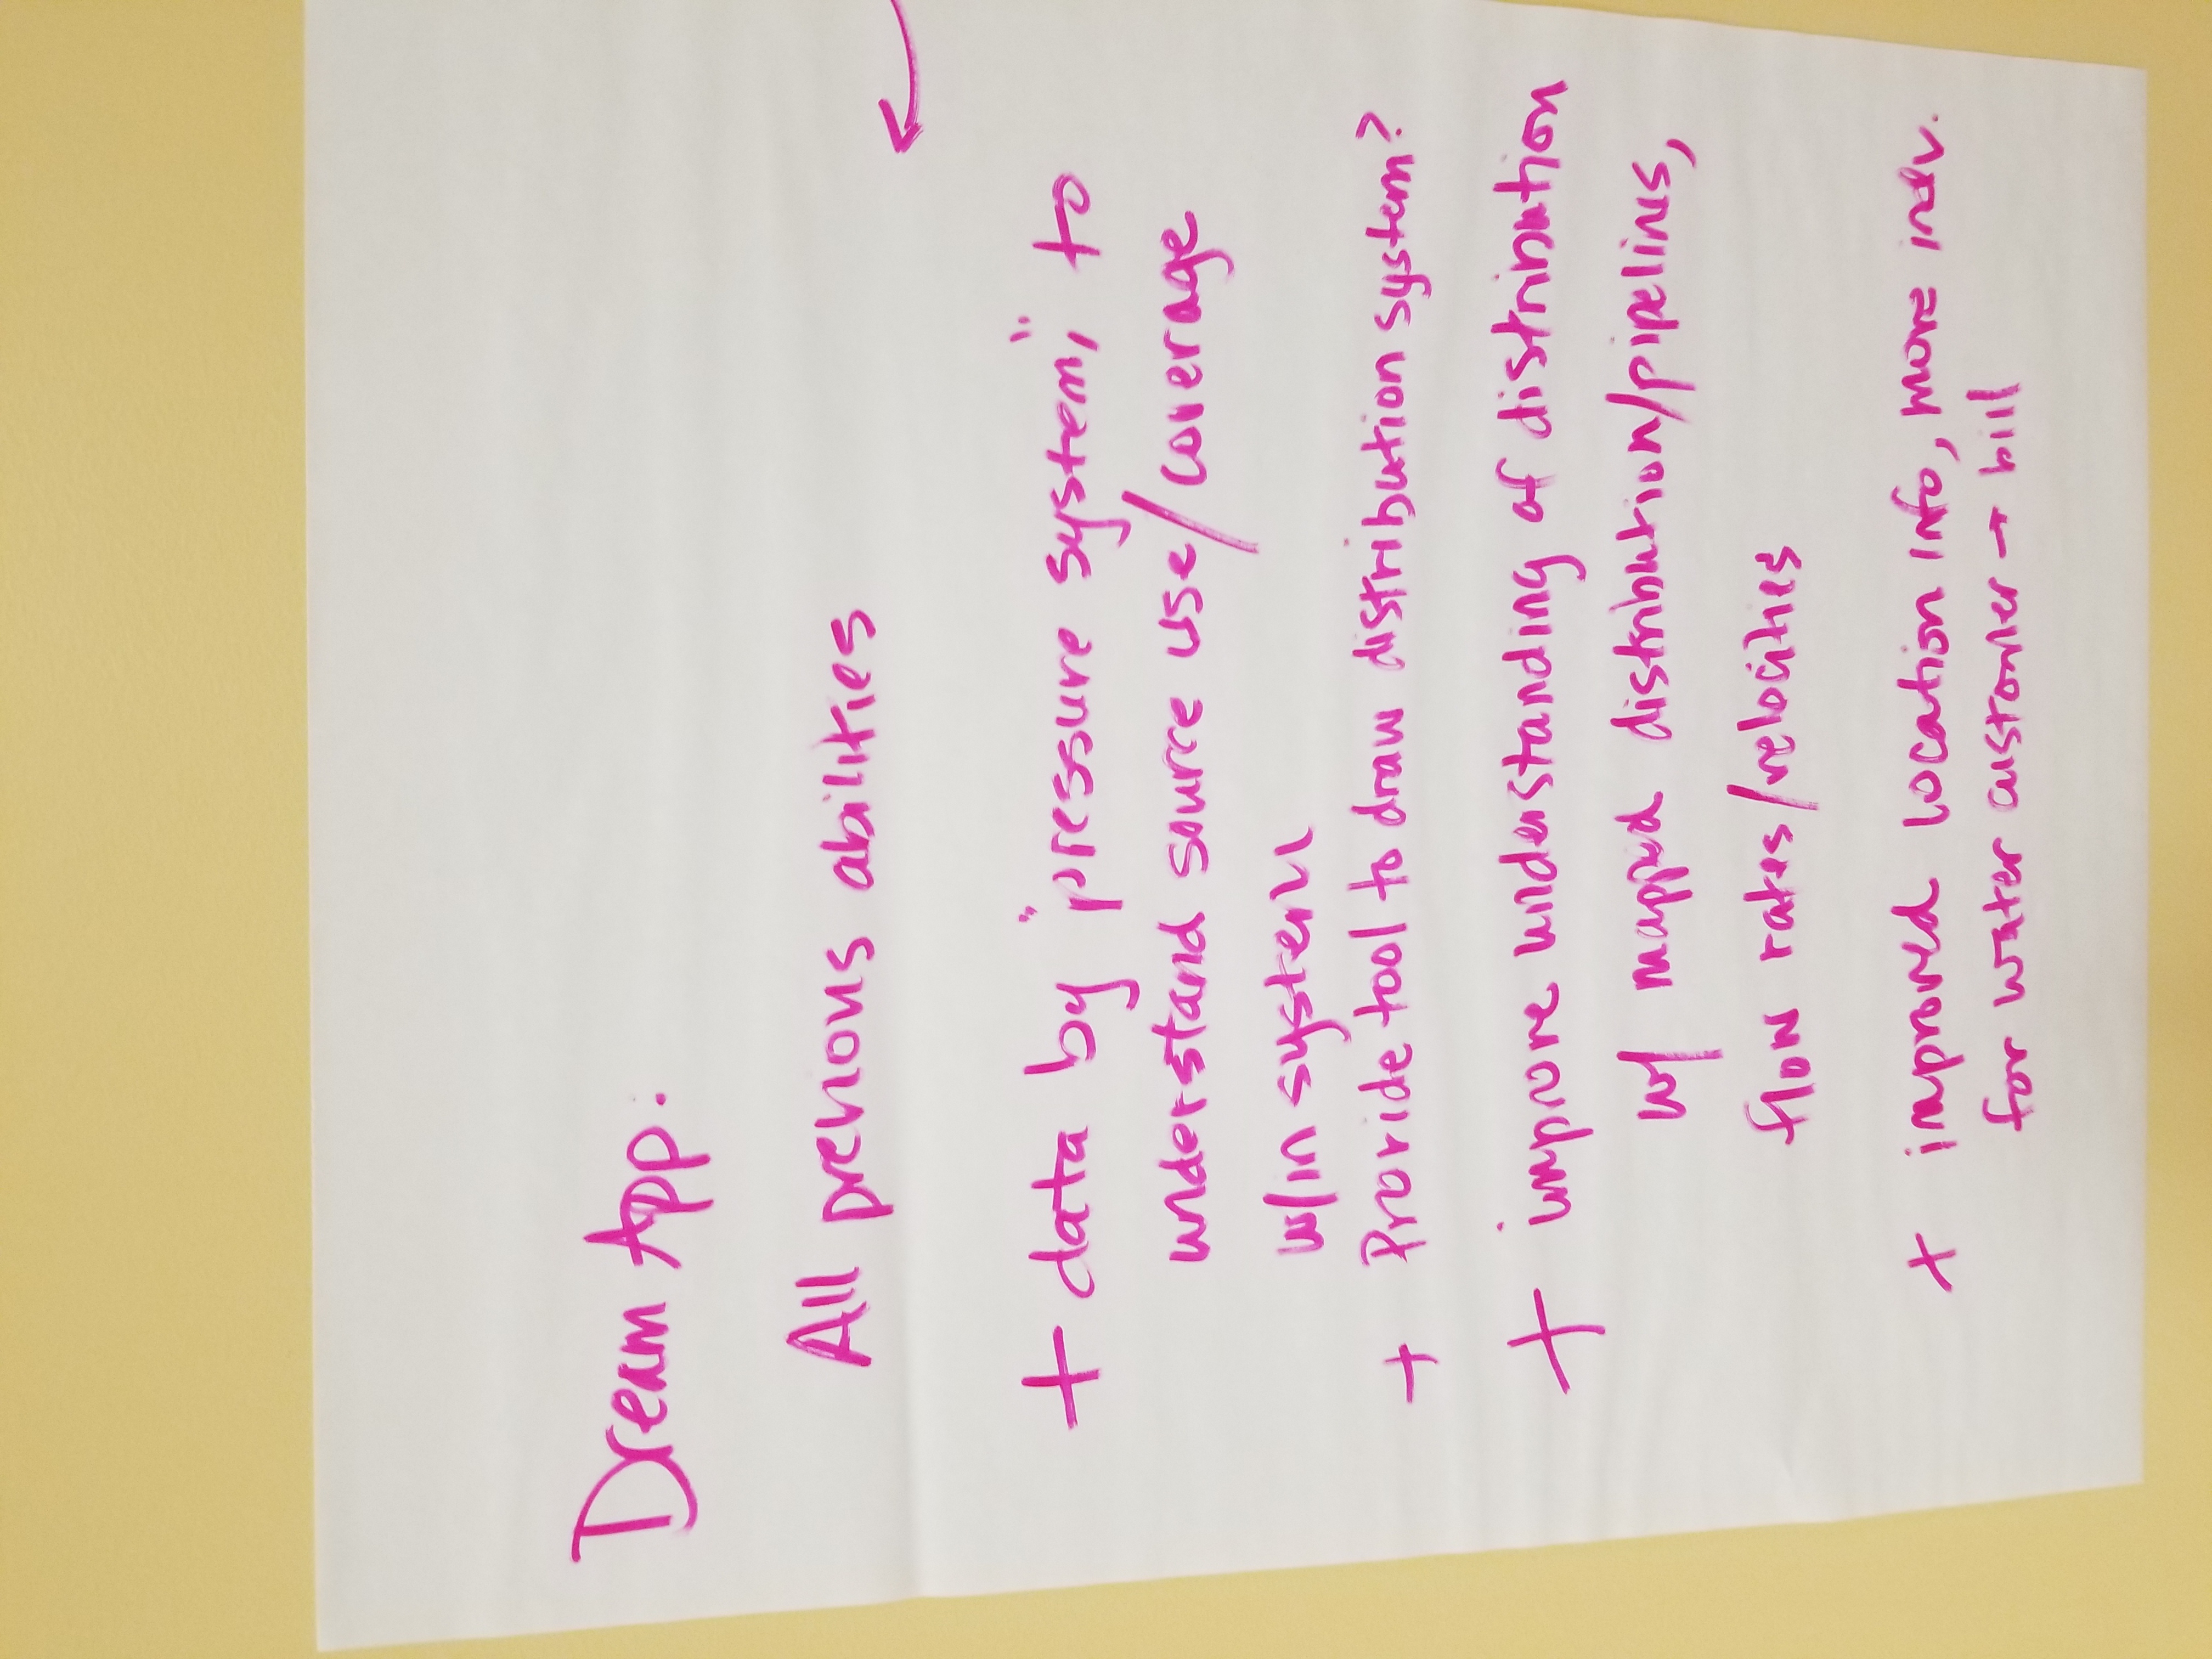 Dream App:
All previous abilities
←
+ data by "pressure system," to
understand source use/coverage
w/in system
+ Provide tool to draw distribution system?
+ improve understanding of distribution
w/ mapped distribution/pipelines,
flow rates/velocities
+ improved location info, more indv.
for water customer → bill